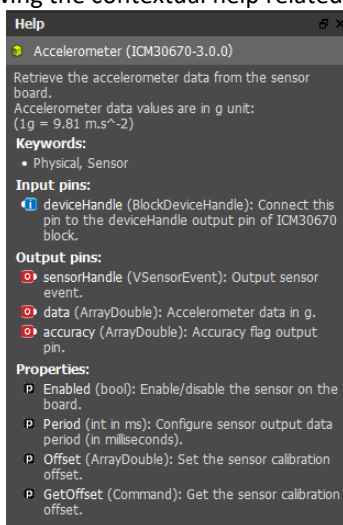 ving the contextual help related
Help
Accelerometer (ICM30670-3.0.0)
Retrieve the accelerometer data from the sensor
board.
Accelerometer data values are in g unit:
(1g = 9.81 m.s^-2)
Keywords:
• Physical, Sensor
Input pins:
deviceHandle (BlockDeviceHandle): Connect this
pin to the deviceHandle output pin of ICM30670
block.
Output pins:
sensorHandle (VSensorEvent): Output sensor
event.
data (ArrayDouble): Accelerometer data in g.
accuracy (ArrayDouble): Accuracy flag output
pin.
Properties:
P Enabled (bool): Enable/disable the sensor on the
board.
P Period (int in ms): Configure sensor output data
period (in milliseconds).
P Offset (ArrayDouble): Set the sensor calibration
offset.
P GetOffset (Command): Get the sensor calibration
offset.